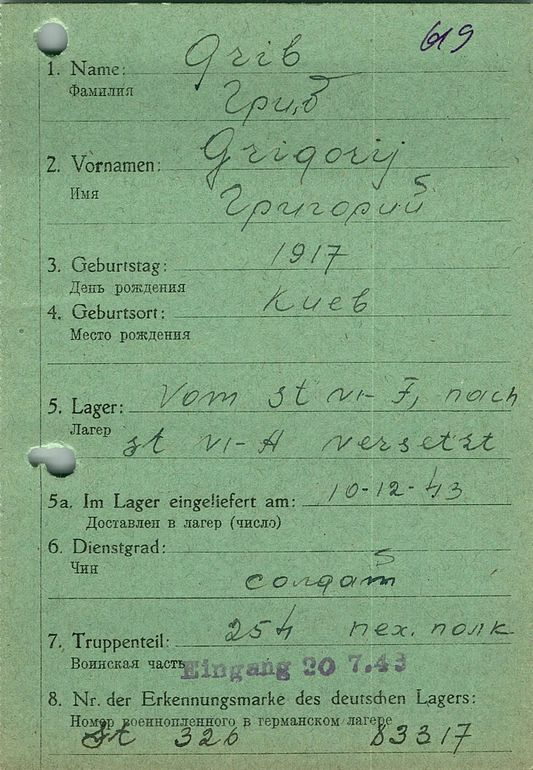 619
1. Name: Grib
Фамилия
Гриб
2. Vornamen: Grigorij
Имя
Григорий
3. Geburtstag: 1917
День рождения
4. Geburtsort: Киев
Место рождения
5. Lager: Vom St VI-F, nach
Лагер
St VI-A versetzt
5a. Im Lager eingeliefert am: 10-12-43
Доставлен в лагер (число)
6. Dienstgrad:
Чин
солдат
7. Truppenteil: 254 пех. полк
Воинская часть
Eingang 20 7.43
8. Nr. der Erkennungsmarke des deutschen Lagers:
Номер военнопленного в германском лагере
St 326 83317